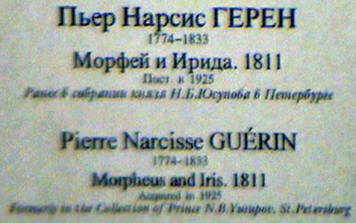 Пьер Нарсис ГЕРЕН
1774–1833
Морфей и Ирида. 1811
Пост. в 1925
Ранее в собрании князя Н.Б.Юсупова в Петербурге
Pierre Narcisse GUÉRIN
1774–1833
Morpheus and Iris. 1811
Acquired in 1925
Formerly in the Collection of Prince N.B.Yusupov, St.Petersburg